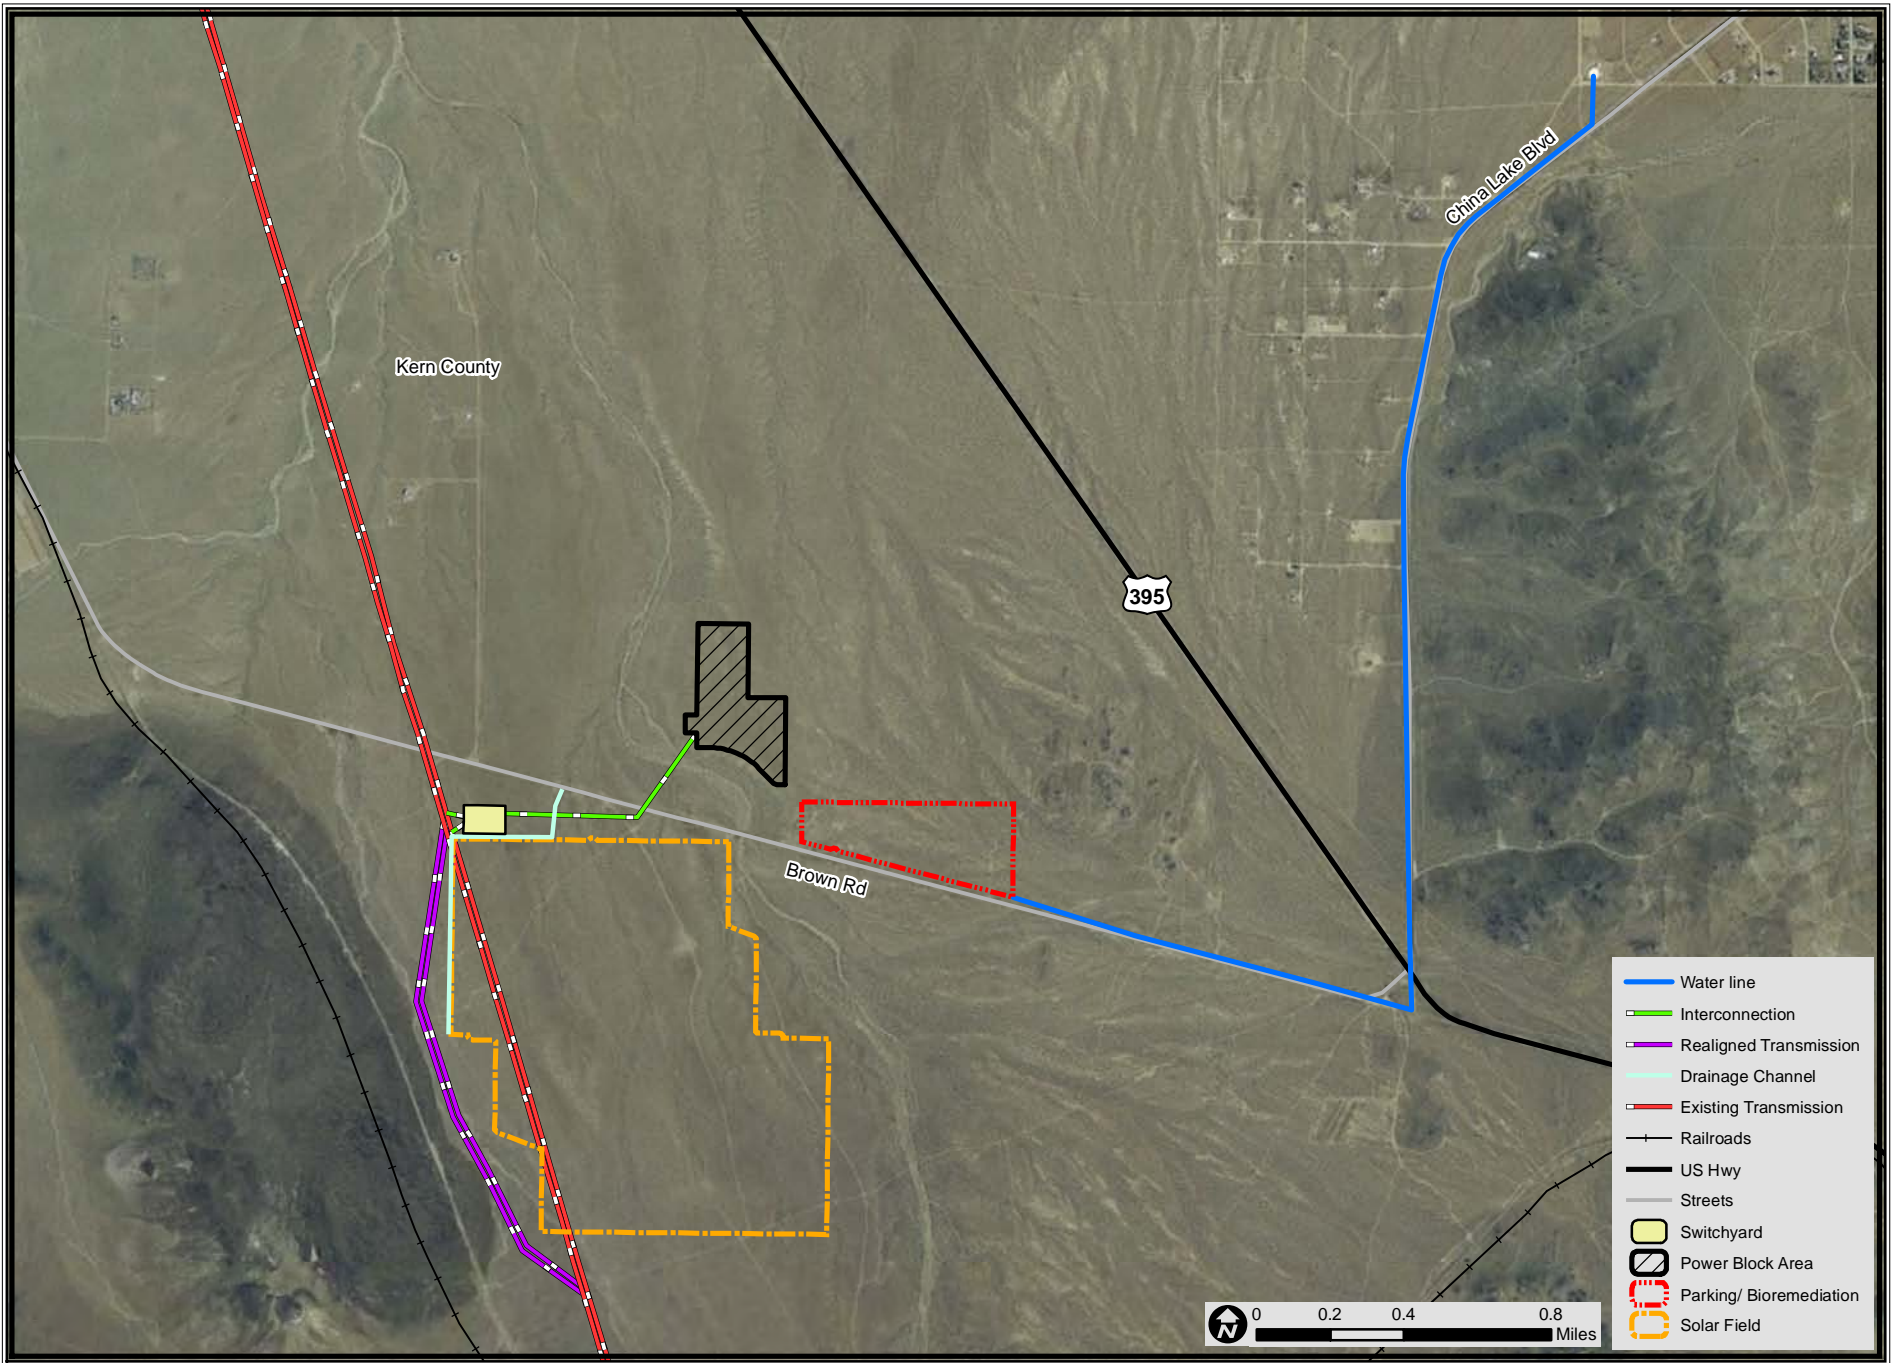 China Lake Blvd
Kern County
395
Brown Rd
Water line
Interconnection
Realigned Transmission
Drainage Channel
Existing Transmission
Railroads
US Hwy
Streets
Switchyard
Power Block Area
Parking/ Bioremediation
Solar Field
N
0 0.2 0.4 0.8
Miles